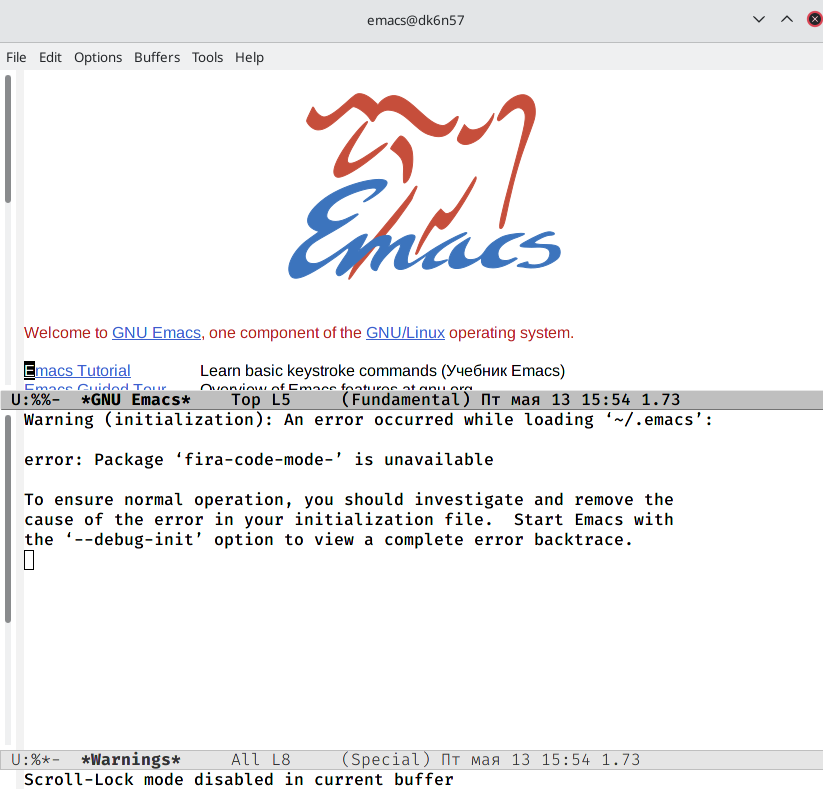 emacs@dk6n57
File Edit Options Buffers Tools Help
Emacs
Welcome to GNU Emacs, one component of the GNU/Linux operating system.
Emacs Tutorial Learn basic keystroke commands (Учебник Emacs)
Emacs Guided Tour Overview of Emacs features at gnu.org
U:%%- *GNU Emacs* Top L5 (Fundamental) Пт мая 13 15:54 1.73
Warning (initialization): An error occurred while loading ‘~/.emacs’:
error: Package ‘fira-code-mode-’ is unavailable
To ensure normal operation, you should investigate and remove the
cause of the error in your initialization file. Start Emacs with
the ‘--debug-init’ option to view a complete error backtrace.
U:%*- *Warnings* All L8 (Special) Пт мая 13 15:54 1.73
Scroll-Lock mode disabled in current buffer